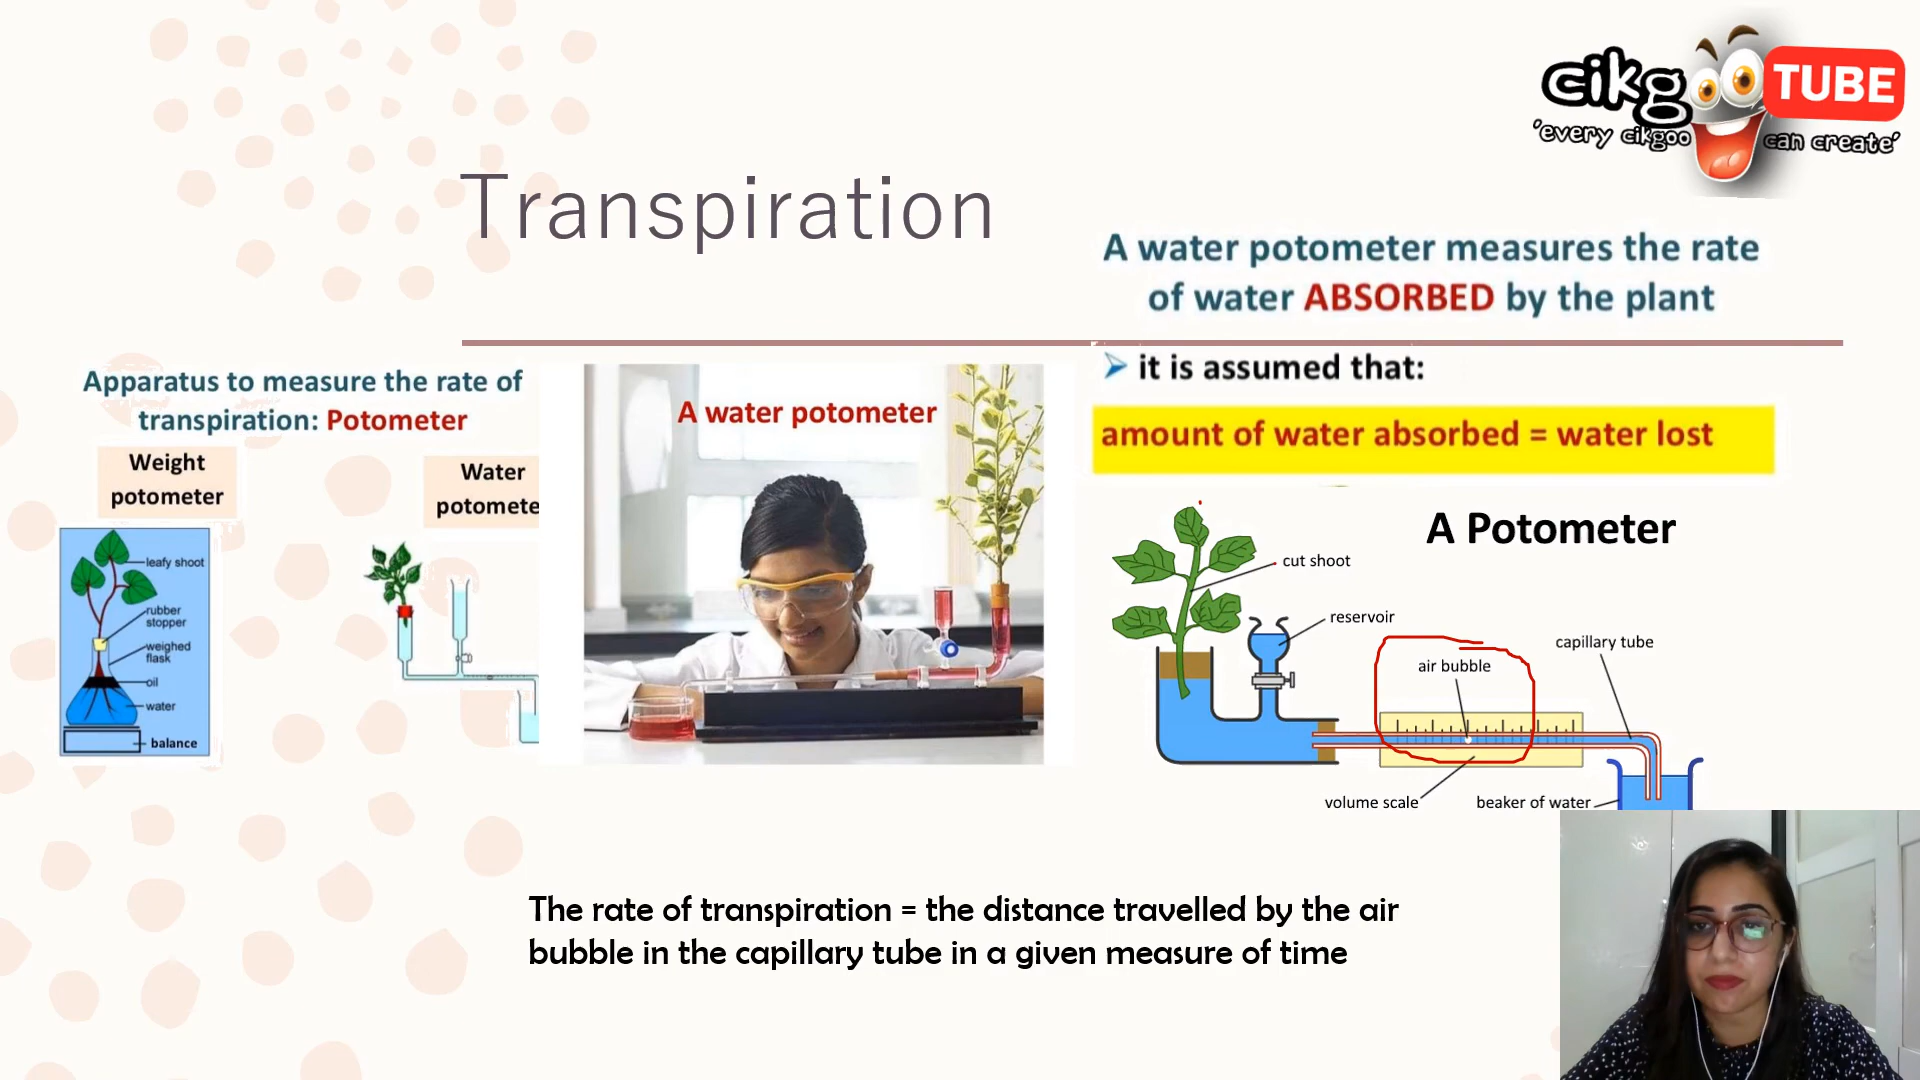 cikgoo TUBE
'every cikgoo can create'
Transpiration
A water potometer measures the rate
of water ABSORBED by the plant
it is assumed that:
amount of water absorbed = water lost
Apparatus to measure the rate of
transpiration: Potometer
Weight
potometer
leafy shoot
rubber
stopper
weighed
flask
oil
water
balance
Water
potomete
A water potometer
A Potometer
cut shoot
reservoir
air bubble
capillary tube
volume scale
beaker of water
The rate of transpiration = the distance travelled by the air
bubble in the capillary tube in a given measure of time